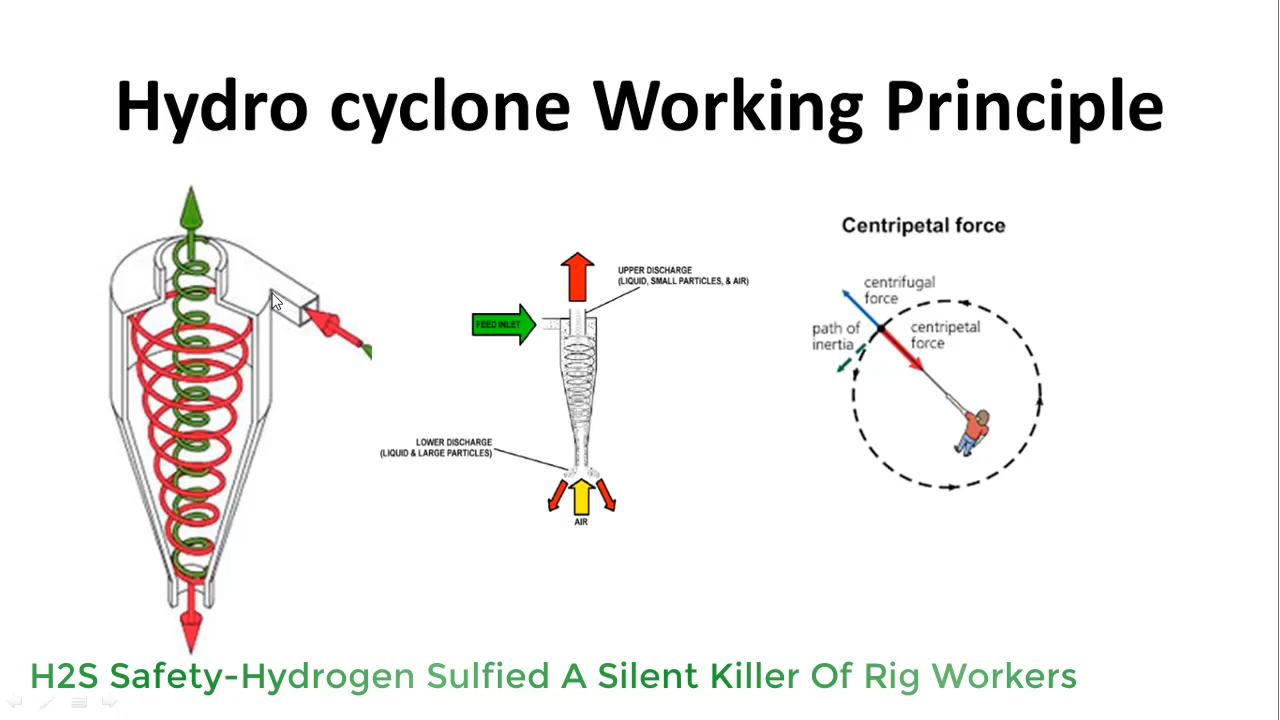 Hydro cyclone Working Principle
Centripetal force
UPPER DISCHARGE
(LIQUID, SMALL PARTICLES, & AIR)
FEED INLET
LOWER DISCHARGE
(LIQUID & LARGE PARTICLES)
AIR
centrifugal
force
path of
inertia
centripetal
force
H2S Safety-Hydrogen Sulfied A Silent Killer Of Rig Workers